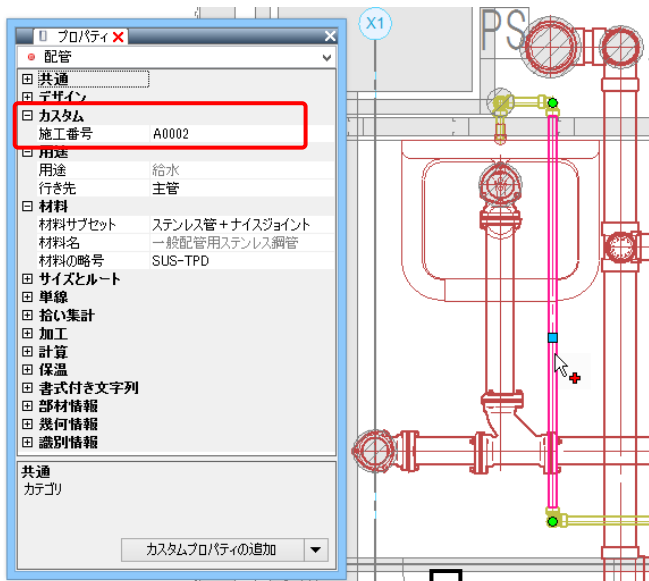 プロパティ
配管
共通
デザイン
カスタム
施工番号 A0002
用途
用途 給水
行き先 主管
材料
材料サブセット ステンレス管+ナイスジョイント
材料名 一般配管用ステンレス鋼管
材料の略号 SUS-TPD
サイズとルート
単線
拾い集計
加工
計算
保温
書式付き文字列
部材情報
幾何情報
識別情報
共通
カテゴリ
カスタムプロパティの追加
X1
PS